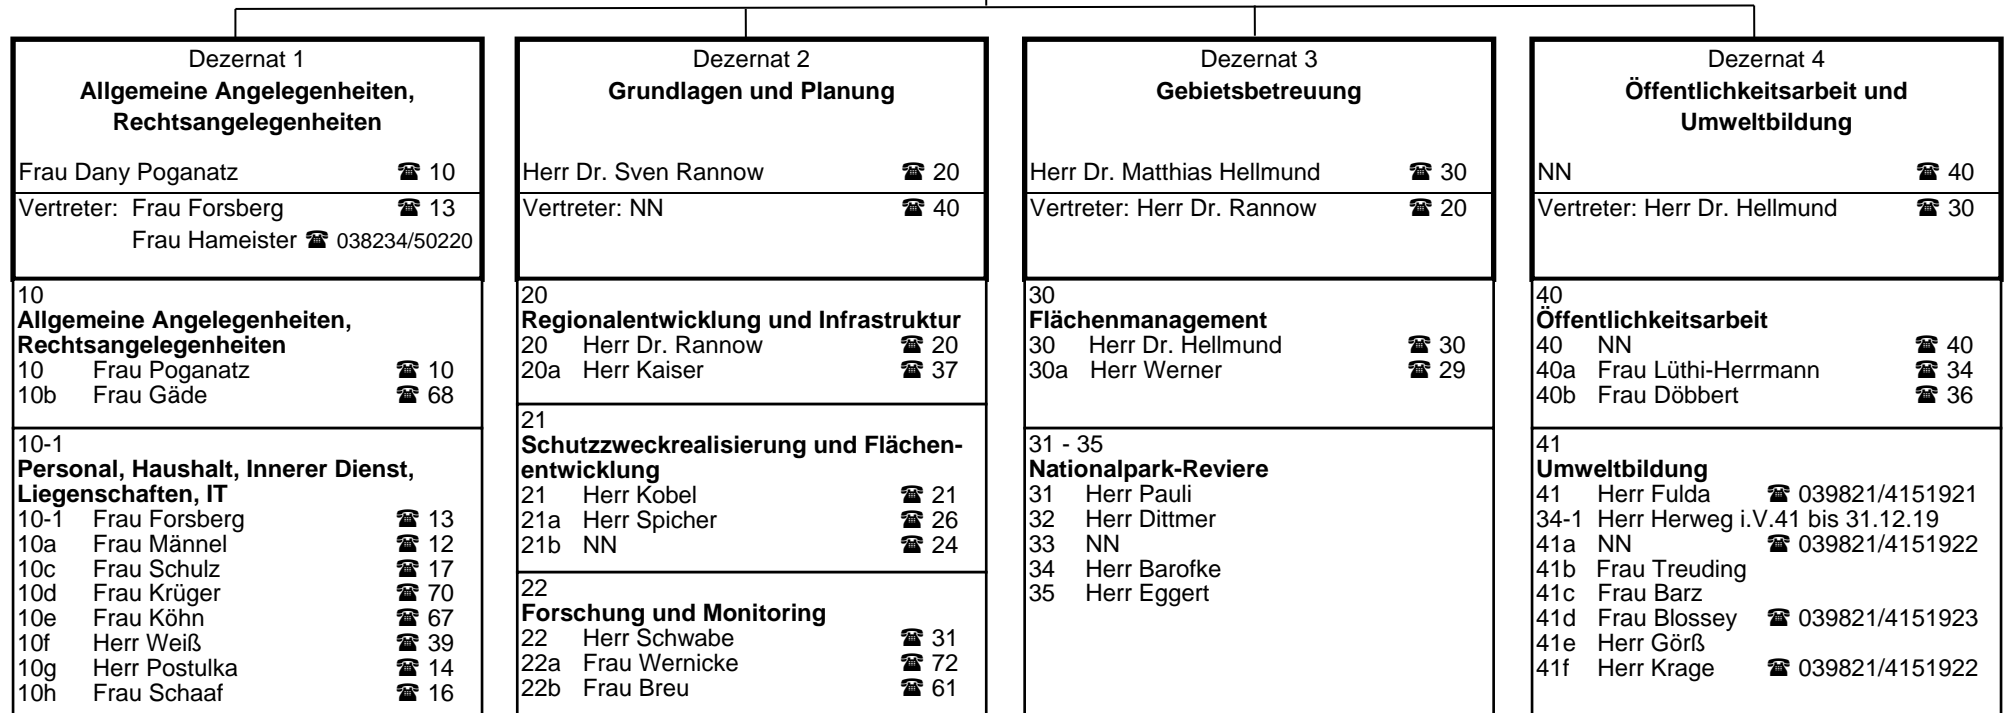 Dezernat 1
Allgemeine Angelegenheiten,
Rechtsangelegenheiten
Frau Dany Poganatz ☎ 10
Vertreter: Frau Forsberg ☎ 13
Frau Hameister ☎ 038234/50220
10
Allgemeine Angelegenheiten,
Rechtsangelegenheiten
10 Frau Poganatz ☎ 10
10b Frau Gäde ☎ 68
10-1
Personal, Haushalt, Innerer Dienst,
Liegenschaften, IT
10-1 Frau Forsberg ☎ 13
10a Frau Männel ☎ 12
10c Frau Schulz ☎ 17
10d Frau Krüger ☎ 70
10e Frau Köhn ☎ 67
10f Herr Weiß ☎ 39
10g Herr Postulka ☎ 14
10h Frau Schaaf ☎ 16
Dezernat 2
Grundlagen und Planung
Herr Dr. Sven Rannow ☎ 20
Vertreter: NN ☎ 40
20
Regionalentwicklung und Infrastruktur
20 Herr Dr. Rannow ☎ 20
20a Herr Kaiser ☎ 37
21
Schutzzweckrealisierung und Flächen-
entwicklung
21 Herr Kobel ☎ 21
21a Herr Spicher ☎ 26
21b NN ☎ 24
22
Forschung und Monitoring
22 Herr Schwabe ☎ 31
22a Frau Wernicke ☎ 72
22b Frau Breu ☎ 61
Dezernat 3
Gebietsbetreuung
Herr Dr. Matthias Hellmund ☎ 30
Vertreter: Herr Dr. Rannow ☎ 20
30
Flächenmanagement
30 Herr Dr. Hellmund ☎ 30
30a Herr Werner ☎ 29
31 - 35
Nationalpark-Reviere
31 Herr Pauli
32 Herr Dittmer
33 NN
34 Herr Barofke
35 Herr Eggert
Dezernat 4
Öffentlichkeitsarbeit und
Umweltbildung
NN ☎ 40
Vertreter: Herr Dr. Hellmund ☎ 30
40
Öffentlichkeitsarbeit
40 NN ☎ 40
40a Frau Lüthi-Herrmann ☎ 34
40b Frau Döbbert ☎ 36
41
Umweltbildung
41 Herr Fulda ☎ 039821/4151921
34-1 Herr Herweg i.V.41 bis 31.12.19
41a NN ☎ 039821/4151922
41b Frau Treuding
41c Frau Barz
41d Frau Blossey ☎ 039821/4151923
41e Herr Görß
41f Herr Krage ☎ 039821/4151922